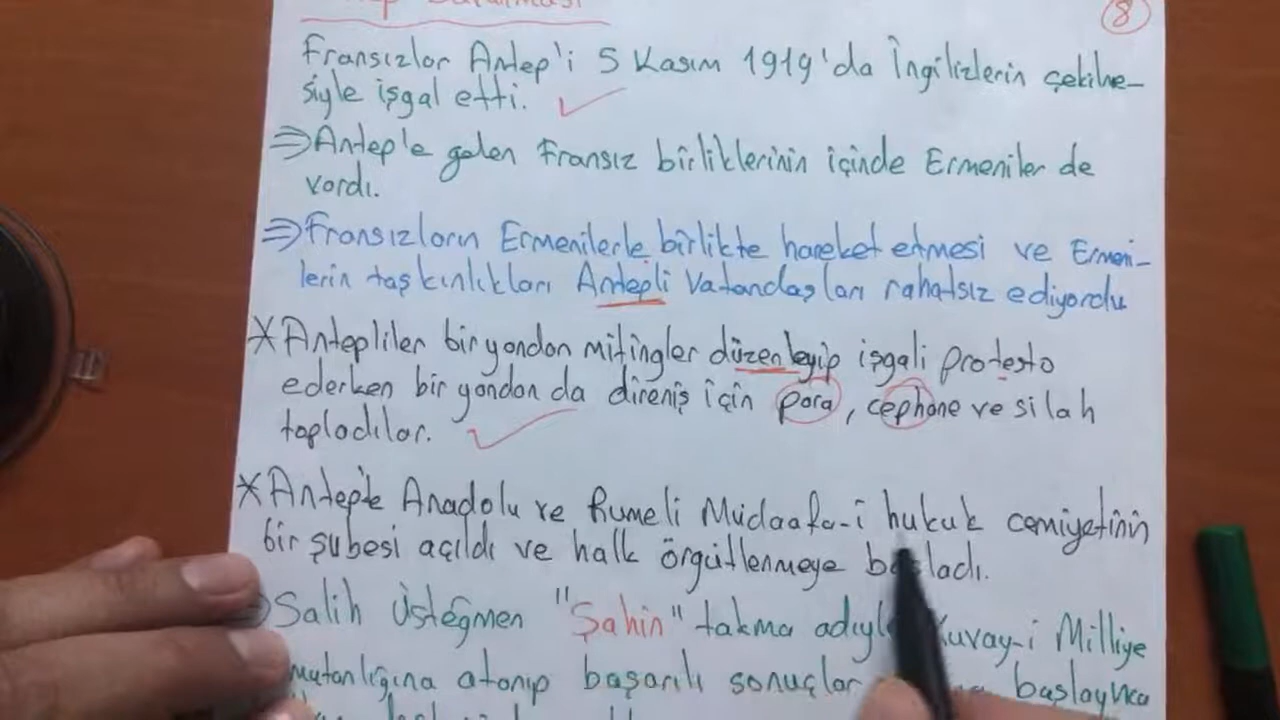 8
Fransızlar Antep'i 5 Kasım 1919'da İngilizlerin çekilme-
siyle işgal etti.
⇒Antep'e gelen Fransız birliklerinin içinde Ermeniler de
vardı.
⇒Fransızların Ermenilerle birlikte hareket etmesi ve Ermeni-
lerin taşkınlıkları Antepli Vatandaşları rahatsız ediyordu
*Antepliler bir yandan mitingler düzenleyip işgali protesto
ederken bir yandan da direniş için para, cephane ve silah
topladılar.
*Antep'te Anadolu ve Rumeli Müdaafa-i hukuk cemiyetinin
bir şubesi açıldı ve halk örgütlenmeye başladı.
Salih Üsteğmen "Şahin" takma adıyla Kuvay-i Milliye
mutanlığına atanıp başarılı sonuçlar başlayınca